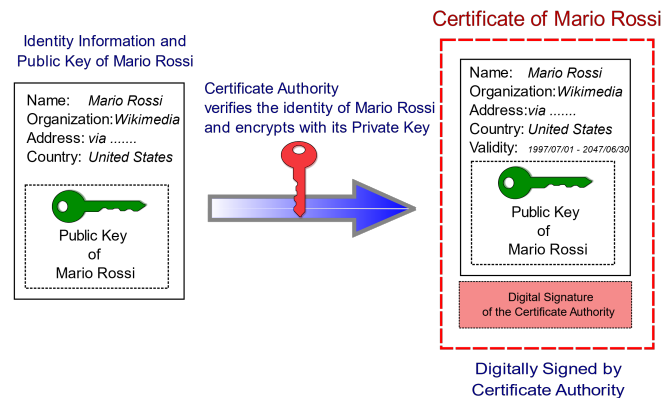 Identity Information and
Public Key of Mario Rossi
Name: Mario Rossi
Organization: Wikimedia
Address: via .......
Country: United States
Public Key
of
Mario Rossi
Certificate Authority
verifies the identity of Mario Rossi
and encrypts with its Private Key
Certificate of Mario Rossi
Name: Mario Rossi
Organization: Wikimedia
Address: via .......
Country: United States
Validity: 1997/07/01 - 2047/06/30
Public Key
of
Mario Rossi
Digital Signature
of the Certificate Authority
Digitally Signed by
Certificate Authority